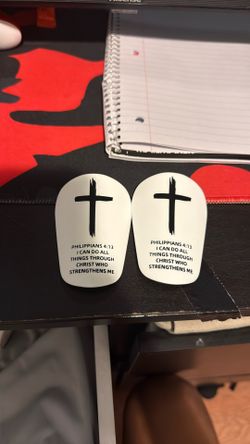 PHILIPPIANS 4:13
I CAN DO ALL
THINGS THROUGH
CHRIST WHO
STRENGTHENS ME
PHILIPPIANS 4:13
I CAN DO ALL
THINGS THROUGH
CHRIST WHO
STRENGTHENS ME